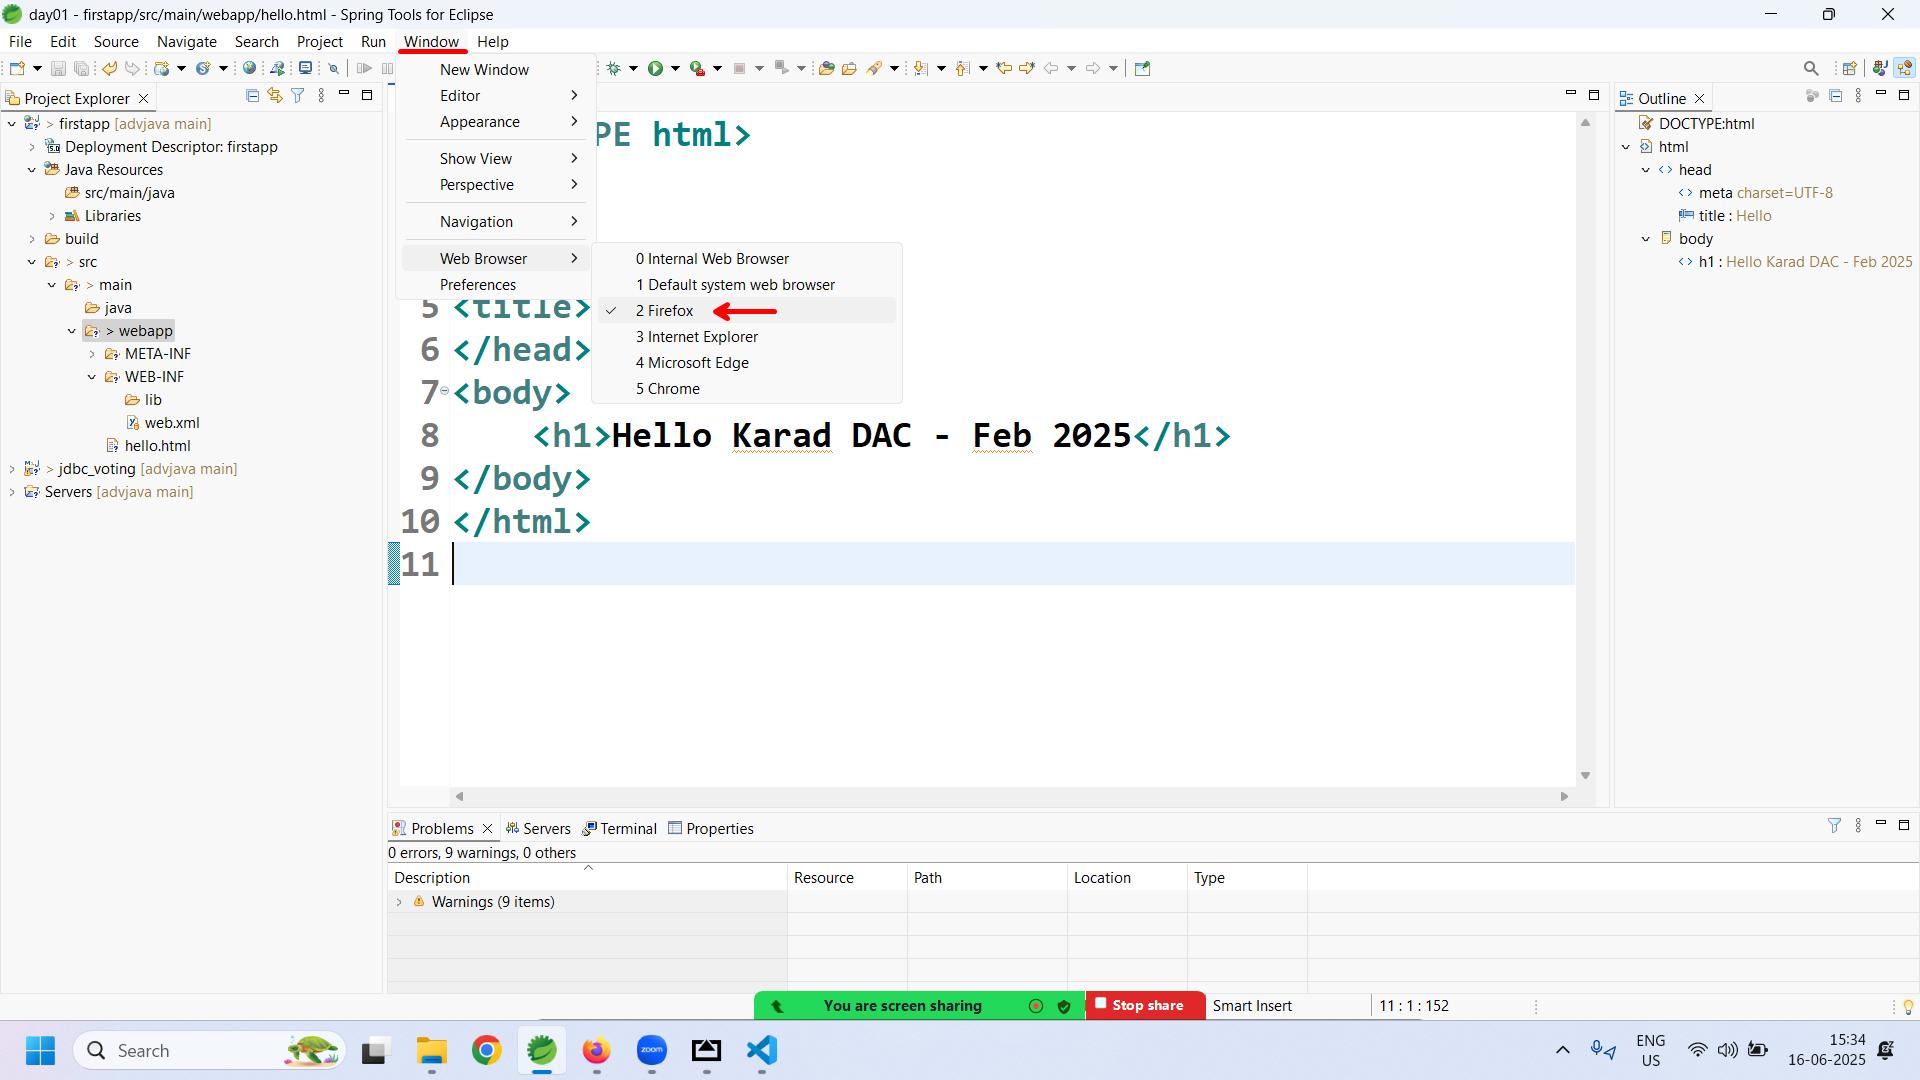 day01 - firstapp/src/main/webapp/hello.html - Spring Tools for Eclipse
File Edit Source Navigate Search Project Run Window Help
New Window
Editor
Appearance
Show View
Perspective
Navigation
Web Browser
Preferences
0 Internal Web Browser
1 Default system web browser
2 Firefox
3 Internet Explorer
4 Microsoft Edge
5 Chrome
Project Explorer
> firstapp [advjava main]
Deployment Descriptor: firstapp
Java Resources
src/main/java
Libraries
build
> src
> main
java
> webapp
META-INF
WEB-INF
lib
web.xml
hello.html
> jdbc_voting [advjava main]
Servers [advjava main]
PE html>
5 <title>
6 </head>
7 <body>
8 <h1>Hello Karad DAC - Feb 2025</h1>
9 </body>
10 </html>
11
Outline
DOCTYPE:html
html
head
meta charset=UTF-8
title : Hello
body
h1 : Hello Karad DAC - Feb 2025
Problems Servers Terminal Properties
0 errors, 9 warnings, 0 others
Description Resource Path Location Type
Warnings (9 items)
You are screen sharing Stop share Smart Insert 11 : 1 : 152
Search
zoom
ENG
US
15:34
16-06-2025